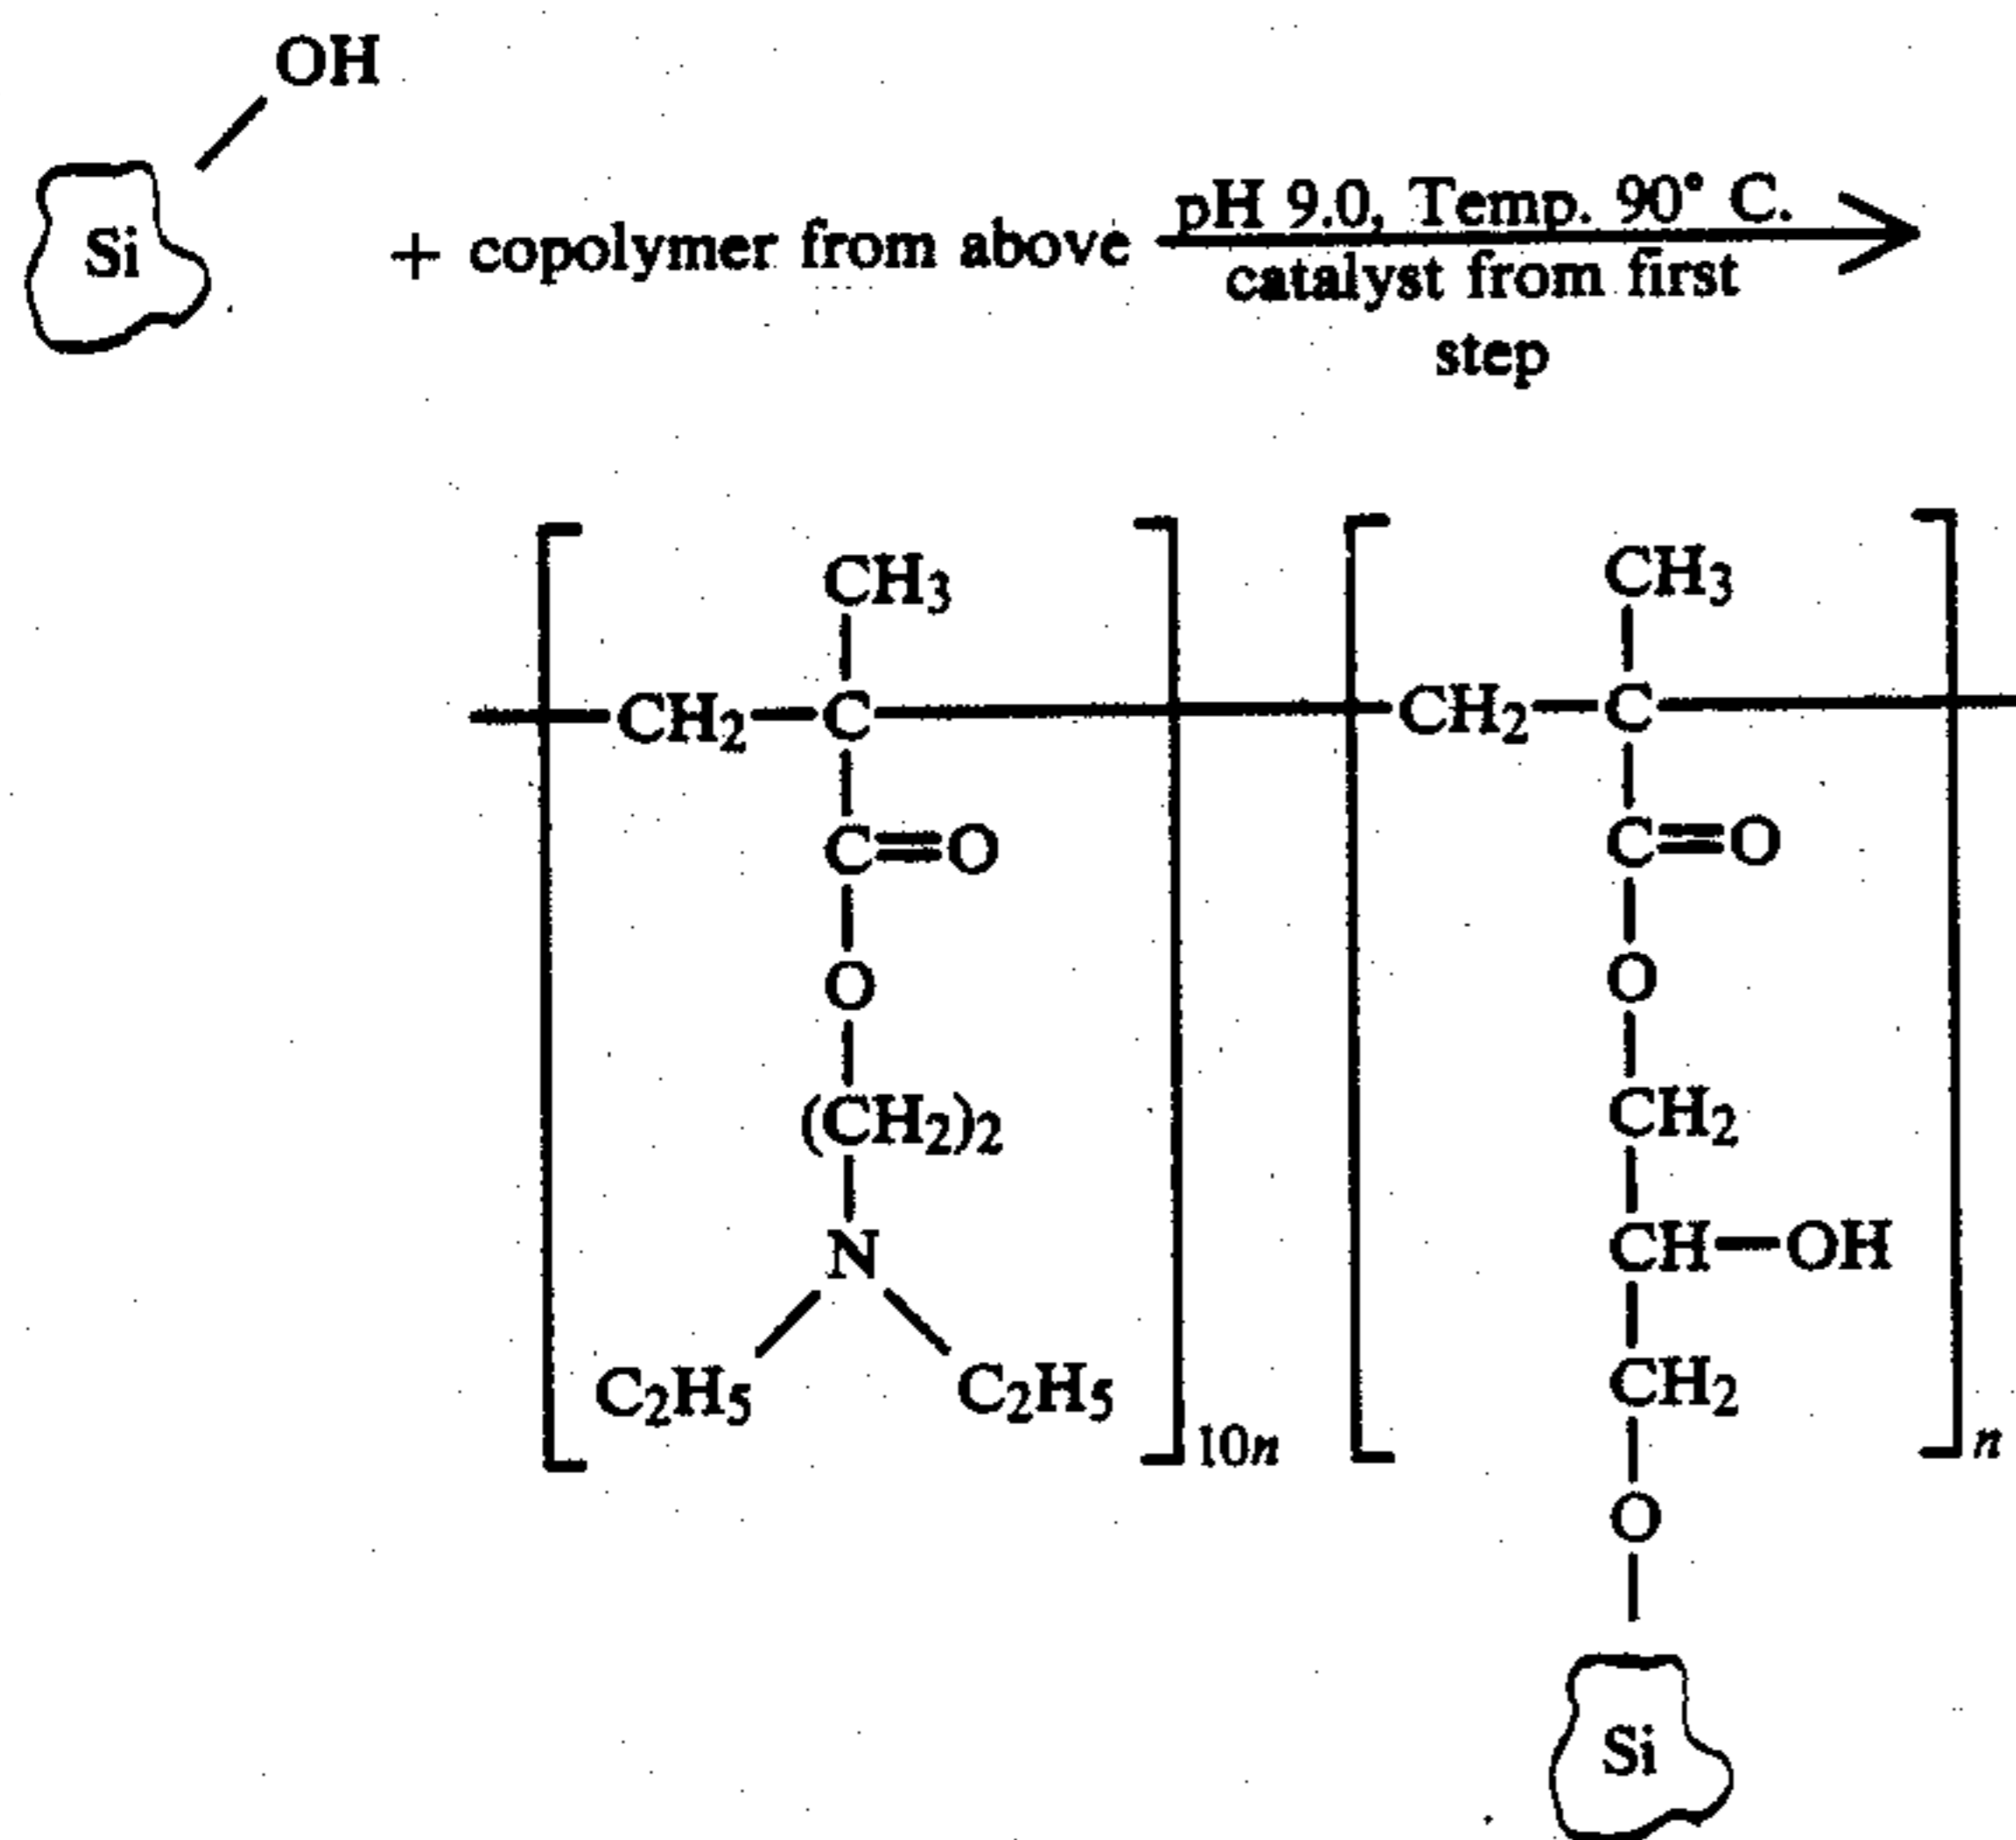 OH
Si
+ copolymer from above
pH 9.0, Temp. 90° C.
catalyst from first
step
CH3 CH3
CH2 C CH2 C
C=O C=O
O O
(CH2)2 CH2
N CH—OH
C2H5 C2H5 CH2
10n n
O
Si